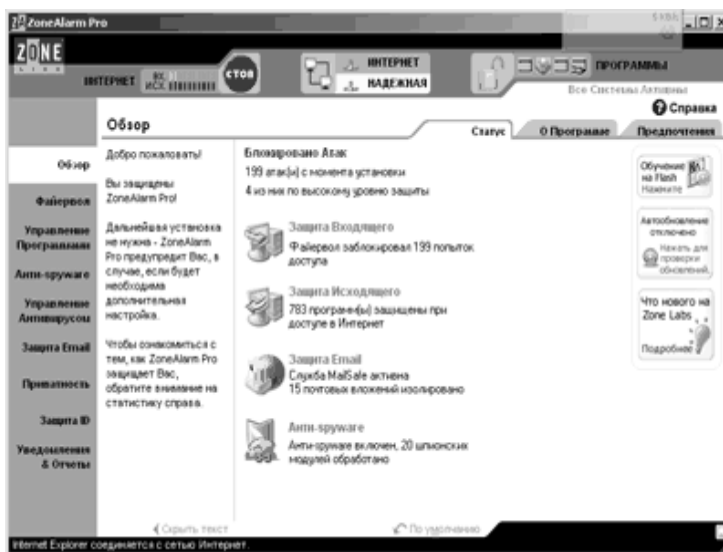 ZoneAlarm Pro
ZONE
LABS
ИНТЕРНЕТ
ВХ.
ИСХ.
СТОП
ИНТЕРНЕТ
НАДЕЖНАЯ
ПРОГРАММЫ
Все Системы Активны
Справка
Обзор
Статус
О Программе
Предпочтения
Обзор
Файервол
Управление
Программами
Анти-spyware
Управление
Антивирусом
Защита Email
Приватность
Защита ID
Уведомления
& Отчеты
Добро пожаловать!
Вы защищены
ZoneAlarm Pro!
Дальнейшая установка
не нужна - ZoneAlarm
Pro предупредит Вас, в
случае, если будет
необходима
дополнительная
настройка.
Чтобы ознакомиться с
тем, как ZoneAlarm Pro
защищает Вас,
обратите внимание на
статистику справа.
Блокировано Атак
199 атак(и) с момента установки
4 из них по высокому уровню защиты
Защита Входящего
Файервол заблокировал 199 попыток
доступа
Защита Исходящего
783 программ(ы) защищены при
доступе в Интернет
Защита Email
Служба MailSafe активна
15 почтовых вложений изолировано
Анти-spyware
Анти-spyware включен, 20 шпионских
модулей обработано
Обучение
на Flash
Нажмите
Автообновление
отключено
Нажать для
проверки
обновлений.
Что нового на
Zone Labs
Подробнее
Скрыть текст
По умолчанию
Internet Explorer соединяется с сетью Интернет.